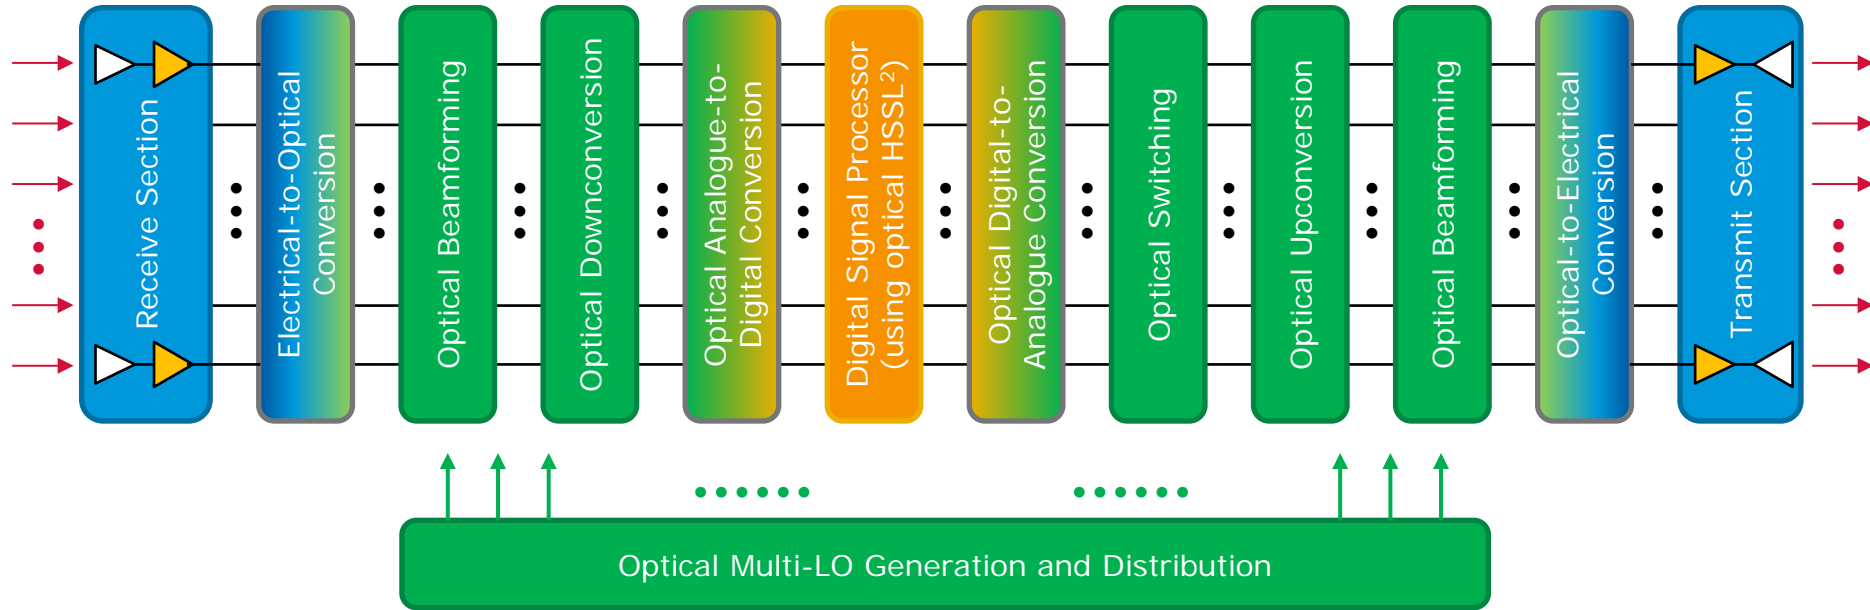 Receive Section
Electrical-to-Optical
Conversion
Optical Beamforming
Optical Downconversion
Optical Analogue-to-
Digital Conversion
Digital Signal Processor
(using optical HSSL²)
Optical Digital-to-
Analogue Conversion
Optical Switching
Optical Upconversion
Optical Beamforming
Optical-to-Electrical
Conversion
Transmit Section
Optical Multi-LO Generation and Distribution